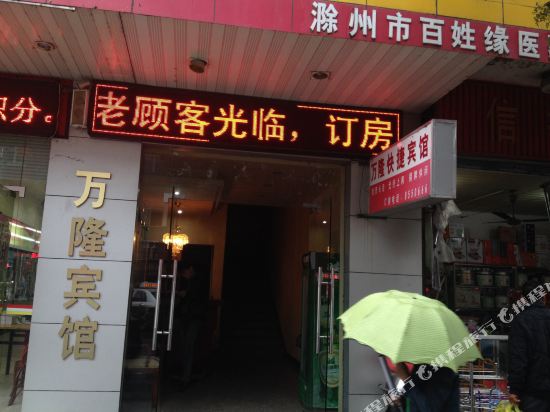 滁州市百姓缘医
积分。
老顾客光临，订房
信
万隆快捷宾馆
万隆宾馆
携程旅行